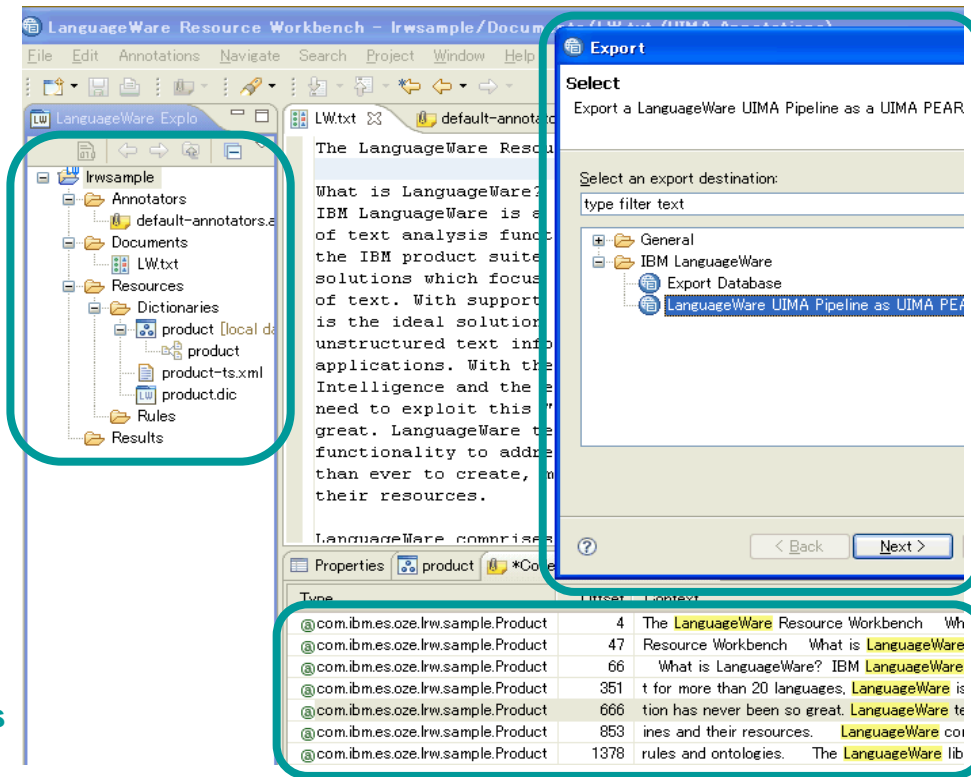 LanguageWare Resource Workbench - lrwsample/Documents/LW.txt (UIMA Annotations)
File Edit Annotations Navigate Search Project Window Help
LanguageWare Explo
lrwsample
Annotators
default-annotators.a
Documents
LW.txt
Resources
Dictionaries
product [local da
product
product-ts.xml
product.dic
Rules
Results
LW.txt default-annotato
The LanguageWare Resou
What is LanguageWare?
IBM LanguageWare is a
of text analysis funct
the IBM product suite
solutions which focus
of text. With support
is the ideal solution
unstructured text info
applications. With the
Intelligence and the e
need to exploit this "
great. LanguageWare te
functionality to addre
than ever to create, m
their resources.
LanguageWare comprises
Export
Select
Export a LanguageWare UIMA Pipeline as a UIMA PEAR
Select an export destination:
type filter text
General
IBM LanguageWare
Export Database
LanguageWare UIMA Pipeline as UIMA PEA
< Back Next >
Properties product
Type Offset Context
com.ibm.es.oze.lrw.sample.Product 4 The LanguageWare Resource Workbench Wh
com.ibm.es.oze.lrw.sample.Product 47 Resource Workbench What is LanguageWare
com.ibm.es.oze.lrw.sample.Product 66 What is LanguageWare? IBM LanguageWare
com.ibm.es.oze.lrw.sample.Product 351 t for more than 20 languages, LanguageWare is
com.ibm.es.oze.lrw.sample.Product 666 tion has never been so great. LanguageWare te
com.ibm.es.oze.lrw.sample.Product 853 ines and their resources. LanguageWare con
com.ibm.es.oze.lrw.sample.Product 1378 rules and ontologies. The LanguageWare lib
s